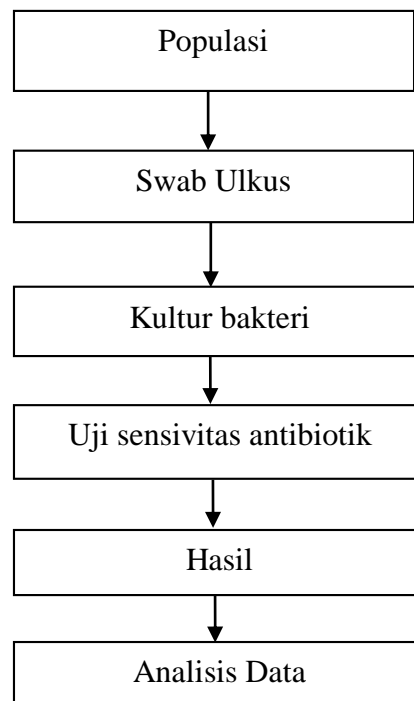 Populasi
Swab Ulkus
Kultur bakteri
Uji sensivitas antibiotik
Hasil
Analisis Data